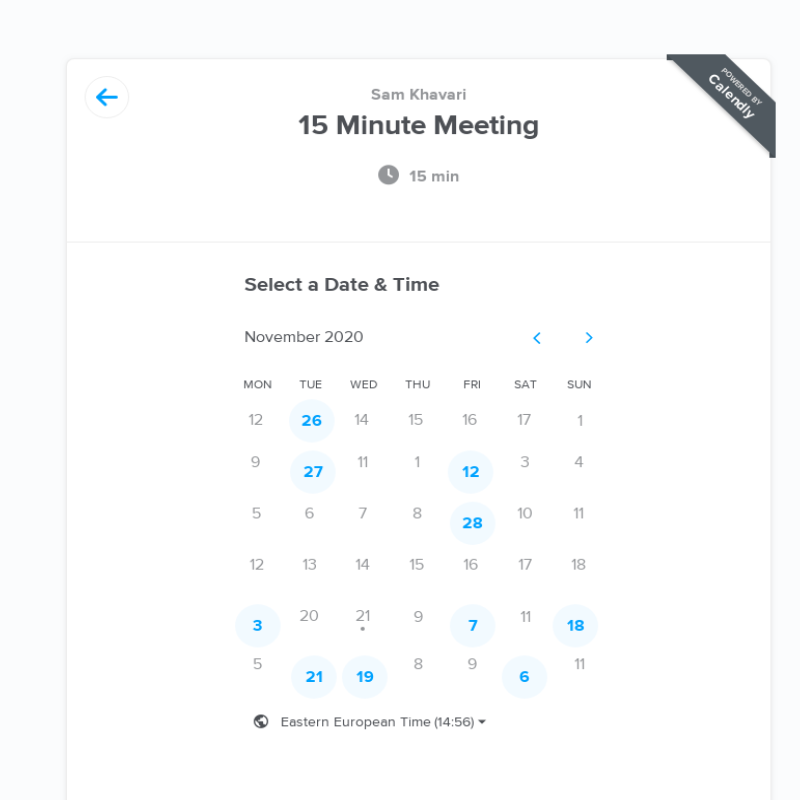 POWERED BY
Calendly
Sam Khavari
15 Minute Meeting
15 min
Select a Date & Time
November 2020
MON TUE WED THU FRI SAT SUN
12 26 14 15 16 17 1
9 27 11 1 12 3 4
5 6 7 8 28 10 11
12 13 14 15 16 17 18
3 20 21 9 7 11 18
5 21 19 8 9 6 11
Eastern European Time (14:56)